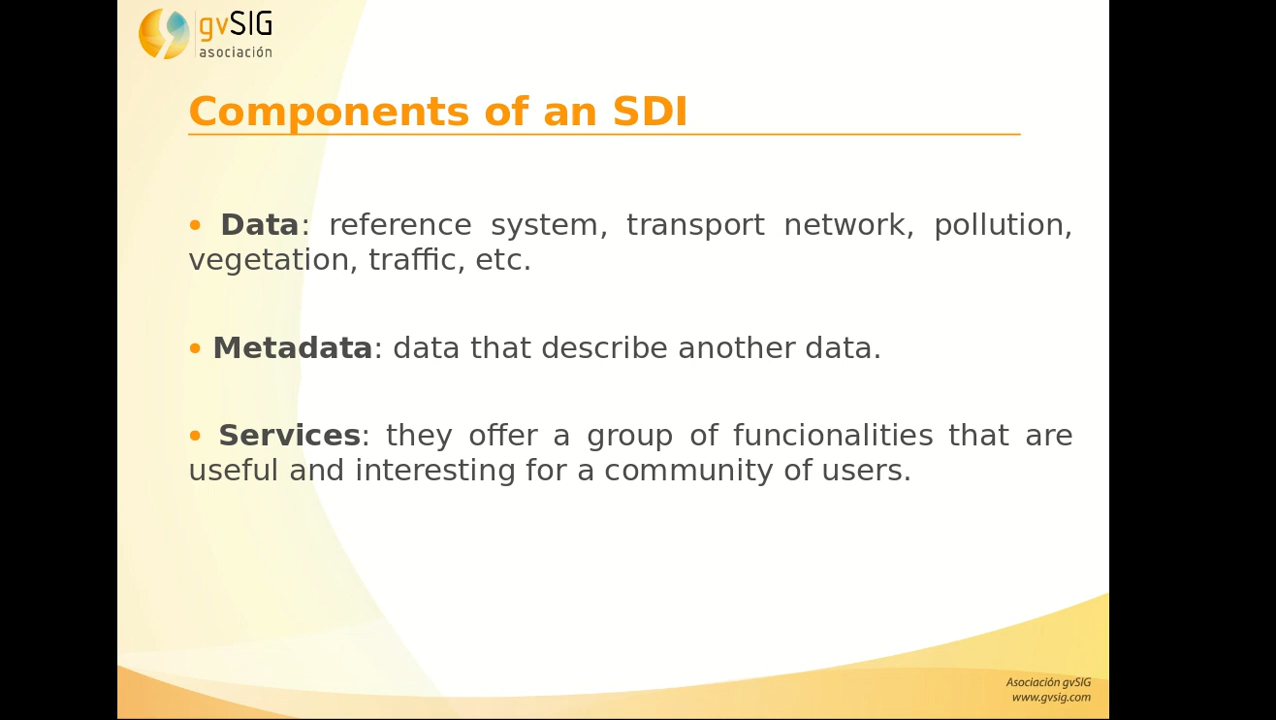 gvSIG
asociación
Components of an SDI
• Data: reference system, transport network, pollution,
vegetation, traffic, etc.
• Metadata: data that describe another data.
• Services: they offer a group of funcionalities that are
useful and interesting for a community of users.
Asociación gvSIG
www.gvsig.com